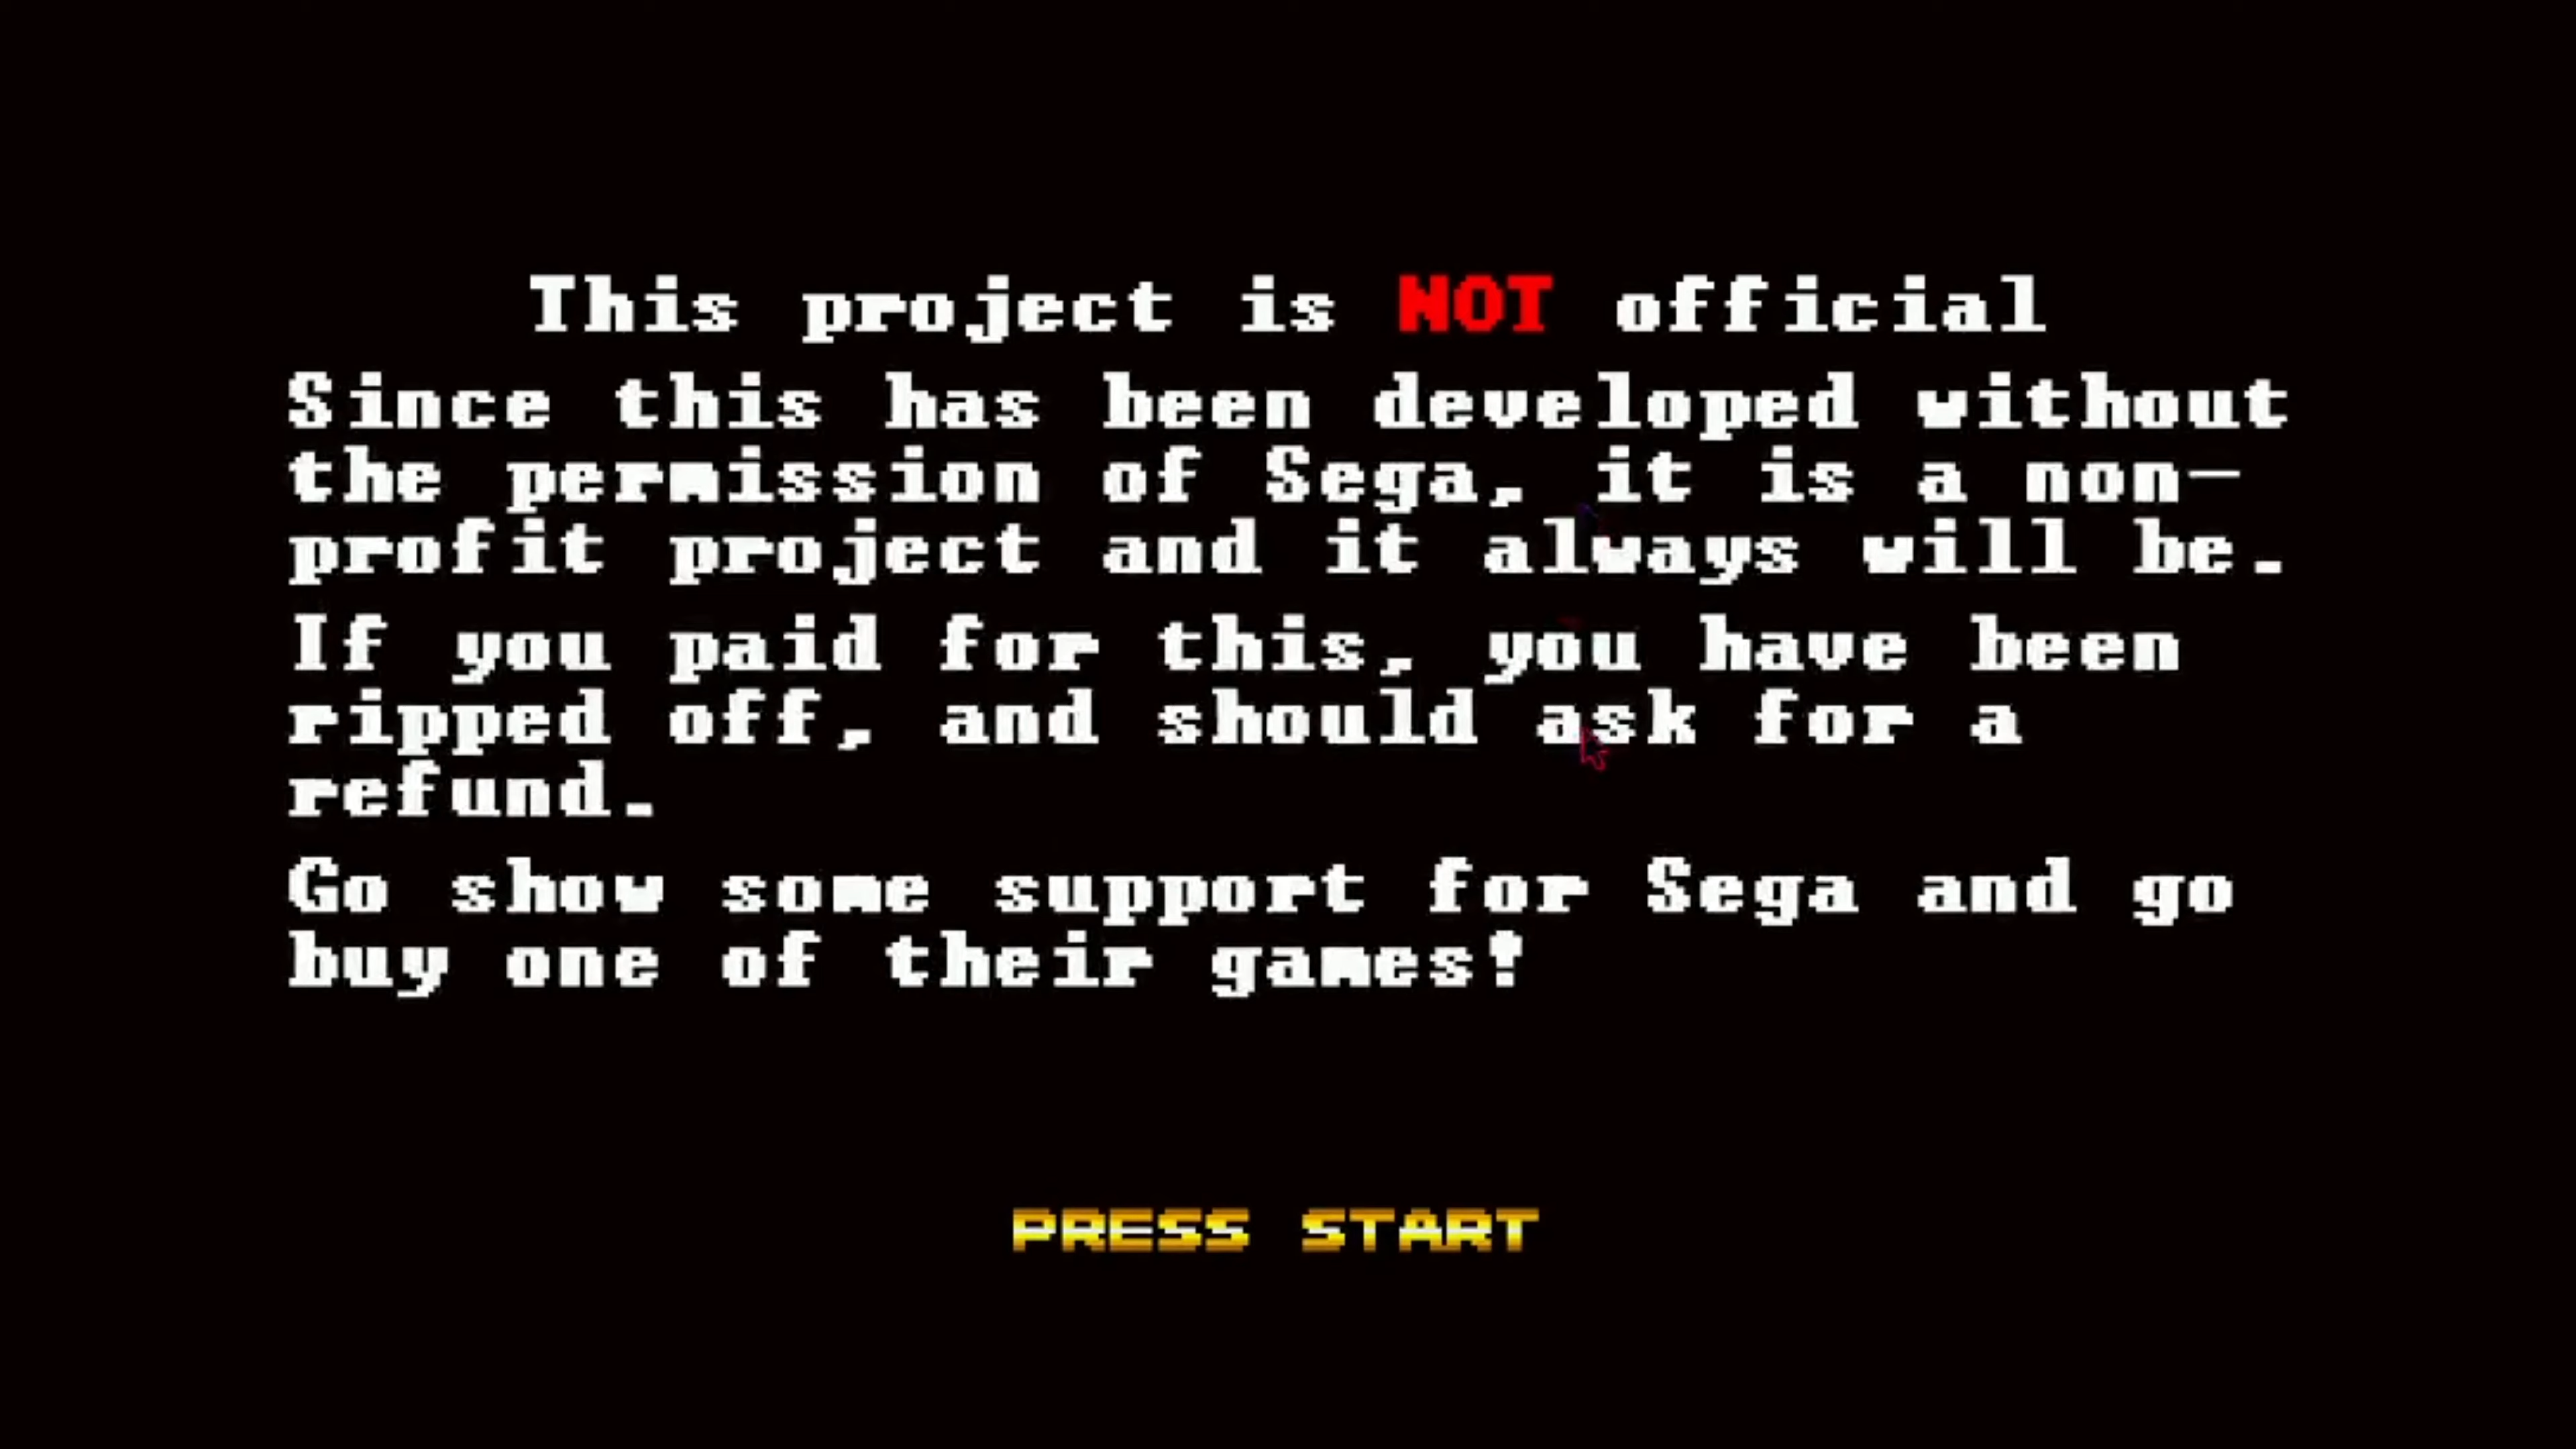 This project is NOT official
Since this has been developed without
the permission of Sega, it is a non-
profit project and it always will be.
If you paid for this, you have been
ripped off, and should ask for a
refund.
Go show some support for Sega and go
buy one of their games!
PRESS START